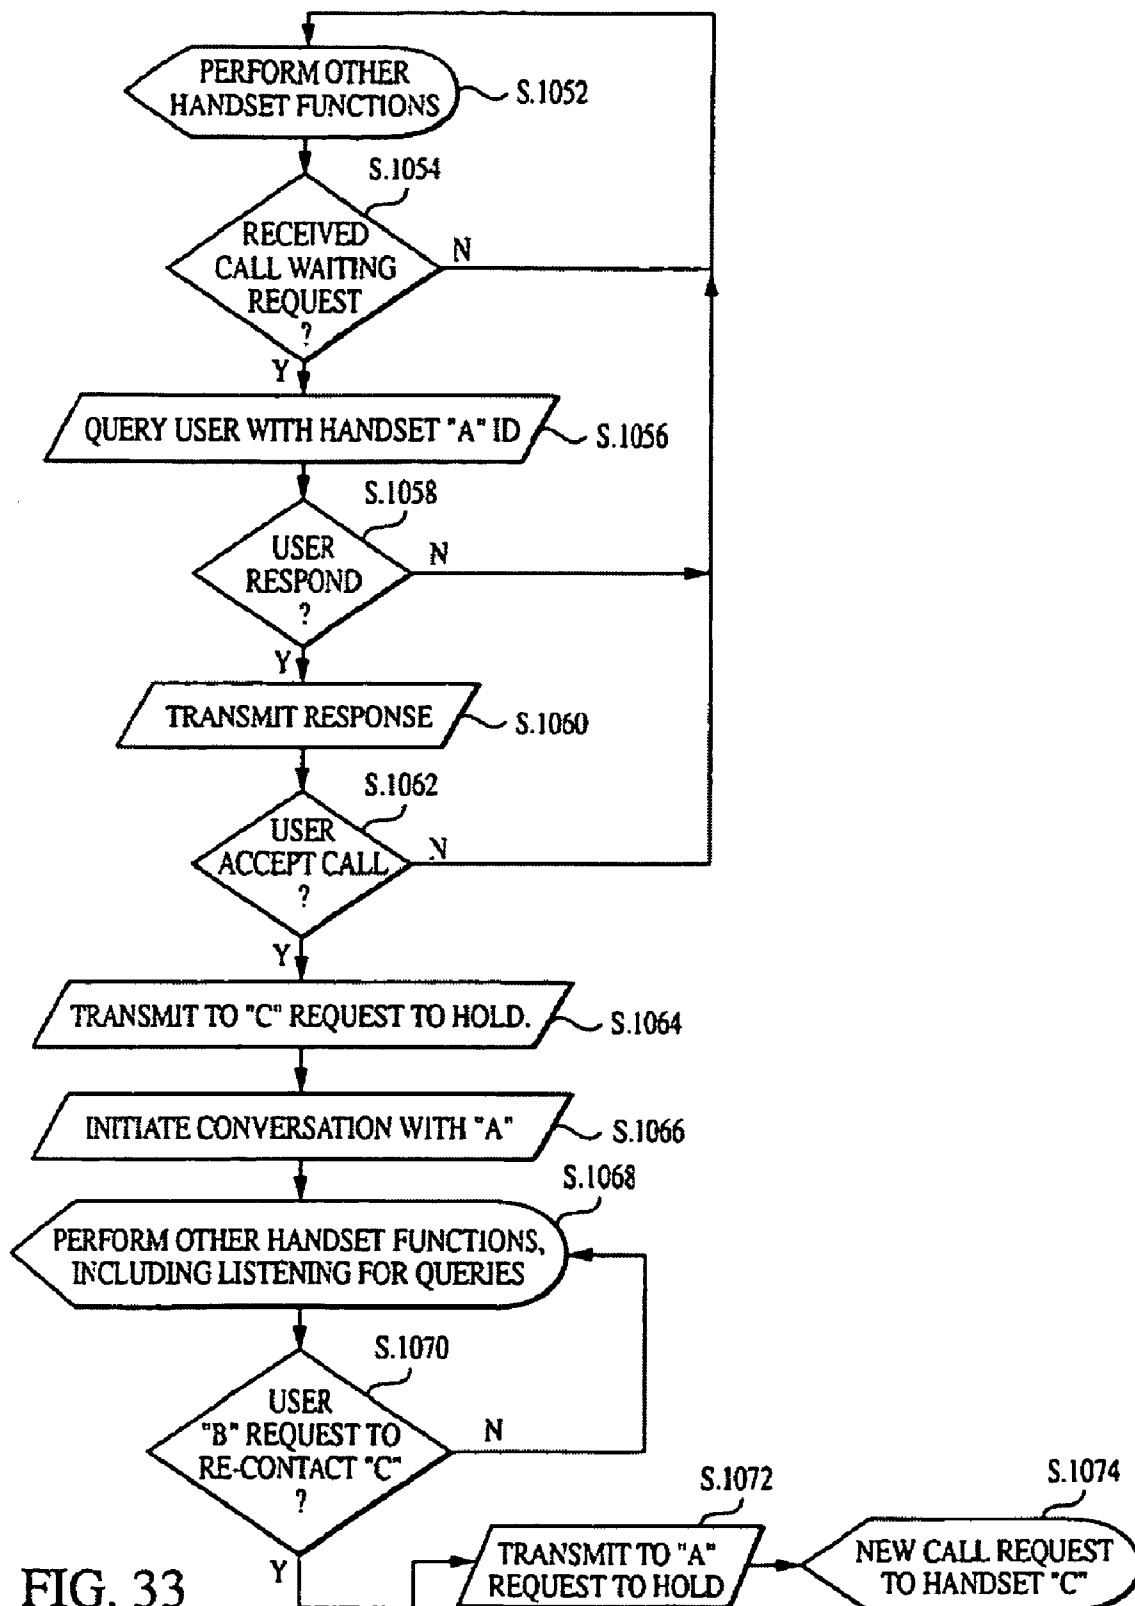 PERFORM OTHER
HANDSET FUNCTIONS
S.1052
S.1054
RECEIVED
CALL WAITING
REQUEST
?
N
Y
QUERY USER WITH HANDSET "A" ID
S.1056
S.1058
USER
RESPOND
?
N
Y
TRANSMIT RESPONSE
S.1060
S.1062
USER
ACCEPT CALL
?
N
Y
TRANSMIT TO "C" REQUEST TO HOLD.
S.1064
INITIATE CONVERSATION WITH "A"
S.1066
S.1068
PERFORM OTHER HANDSET FUNCTIONS,
INCLUDING LISTENING FOR QUERIES
S.1070
USER
"B" REQUEST TO
RE-CONTACT "C"
?
N
Y
S.1072
TRANSMIT TO "A"
REQUEST TO HOLD
S.1074
NEW CALL REQUEST
TO HANDSET "C"
FIG. 33